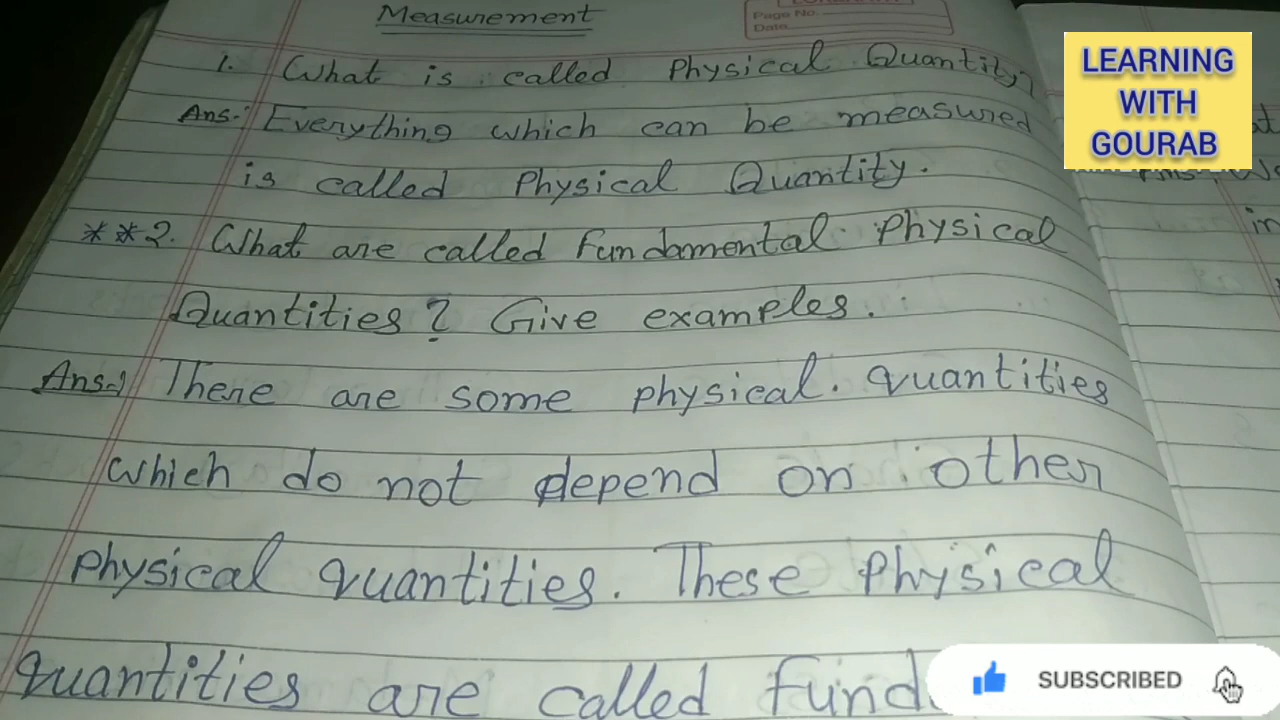 Measurement
Page No.
Date
1. What is called Physical Quantity?
Ans:- Everything which can be measured
is called Physical Quantity.
**2. What are called Fundamental Physical
Quantities? Give examples.
Ans-) There are some physical quantities
which do not depend on other
physical quantities. These physical
quantities are called
LEARNING
WITH
GOURAB
SUBSCRIBED